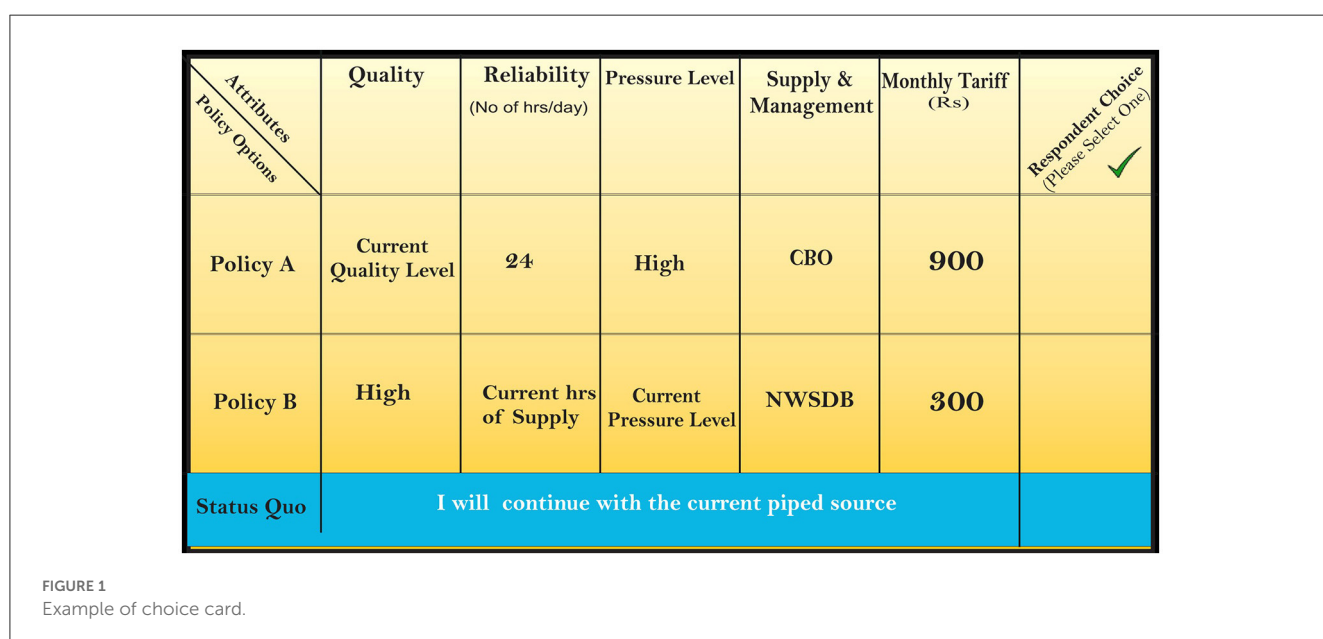 Attributes
Policy Options
Quality
Reliability
(No of hrs/day)
Pressure Level
Supply &
Management
Monthly Tariff
(Rs)
Respondent Choice
(Please Select One)
Policy A
Current
Quality Level
24
High
CBO
900
Policy B
High
Current hrs
of Supply
Current
Pressure Level
NWSDB
300
Status Quo
I will continue with the current piped source
FIGURE 1
Example of choice card.